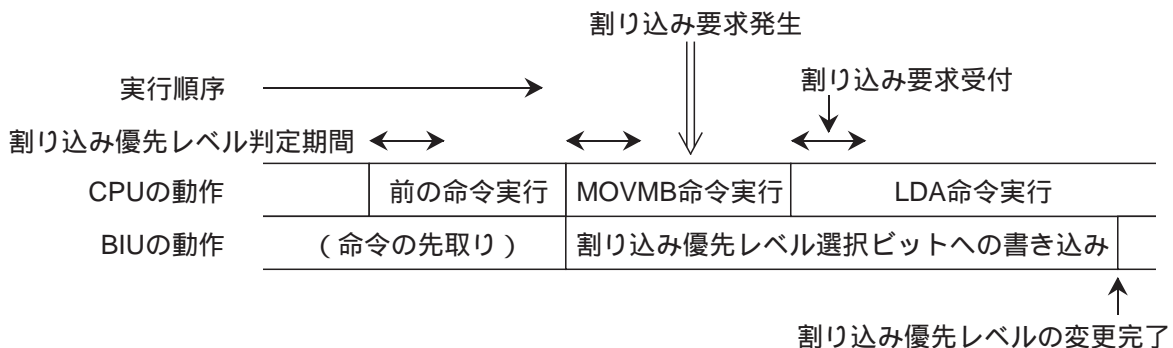 割り込み要求発生
実行順序
割り込み要求受付
割り込み優先レベル判定期間
CPUの動作 前の命令実行 MOVMB命令実行 LDA命令実行
BIUの動作 (命令の先取り) 割り込み優先レベル選択ビットへの書き込み
割り込み優先レベルの変更完了